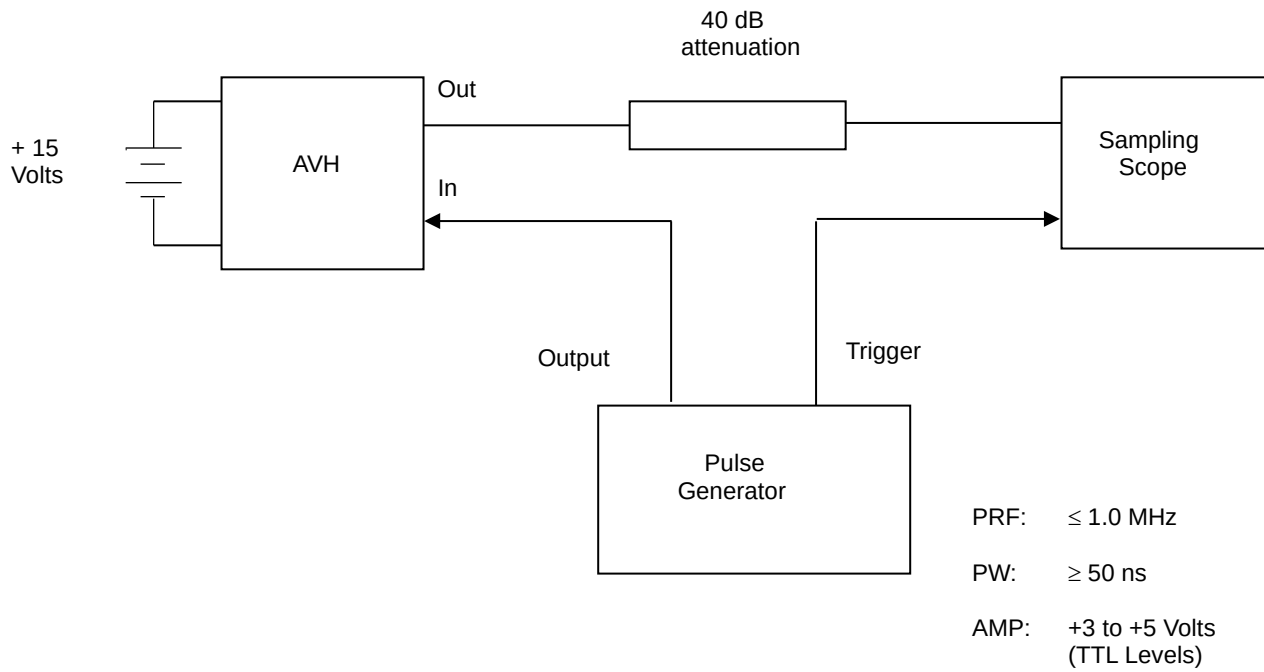 40 dB
attenuation
Out
+ 15
Volts
AVH
Sampling
Scope
In
Output
Trigger
Pulse
Generator
PRF: ≤ 1.0 MHz
PW: ≥ 50 ns
AMP: +3 to +5 Volts
(TTL Levels)